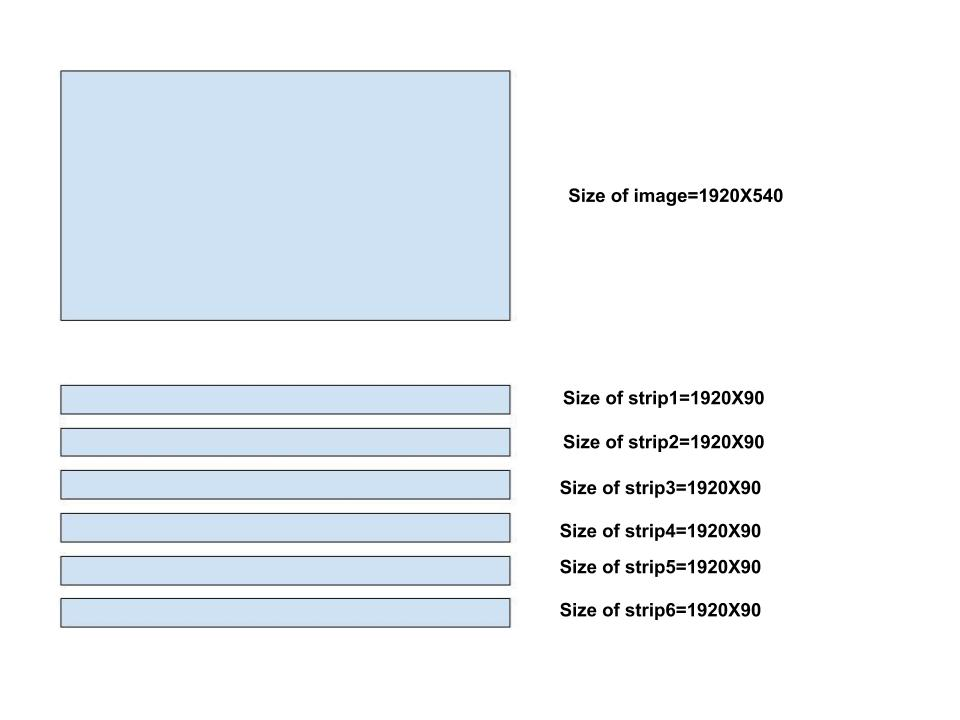 Size of image=1920X540
Size of strip1=1920X90
Size of strip2=1920X90
Size of strip3=1920X90
Size of strip4=1920X90
Size of strip5=1920X90
Size of strip6=1920X90